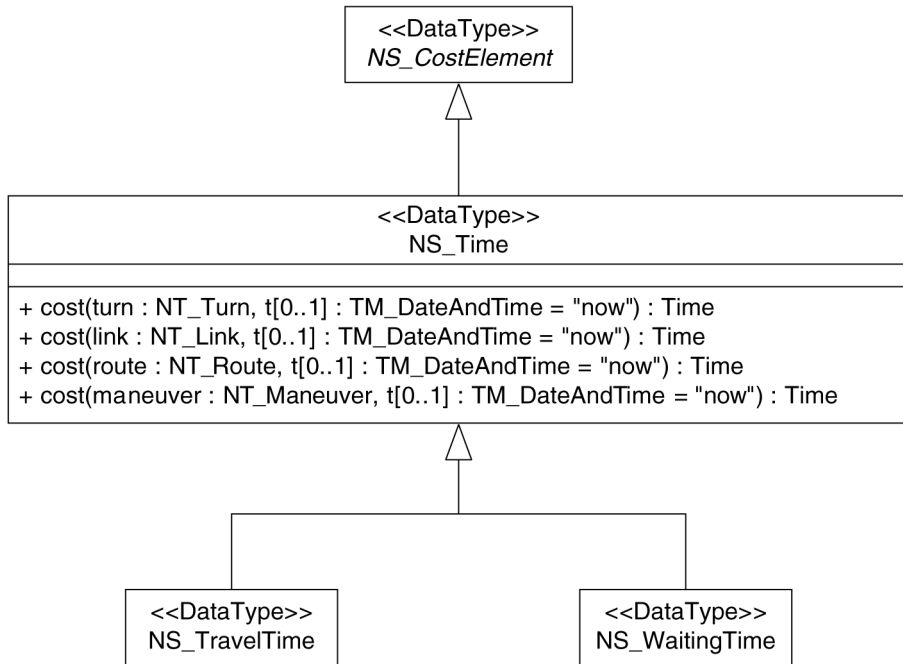 <<DataType>>
NS_CostElement
<<DataType>>
NS_Time
+ cost(turn : NT_Turn, t[0..1] : TM_DateAndTime = "now") : Time
+ cost(link : NT_Link, t[0..1] : TM_DateAndTime = "now") : Time
+ cost(route : NT_Route, t[0..1] : TM_DateAndTime = "now") : Time
+ cost(maneuver : NT_Maneuver, t[0..1] : TM_DateAndTime = "now") : Time
<<DataType>>
NS_TravelTime
<<DataType>>
NS_WaitingTime